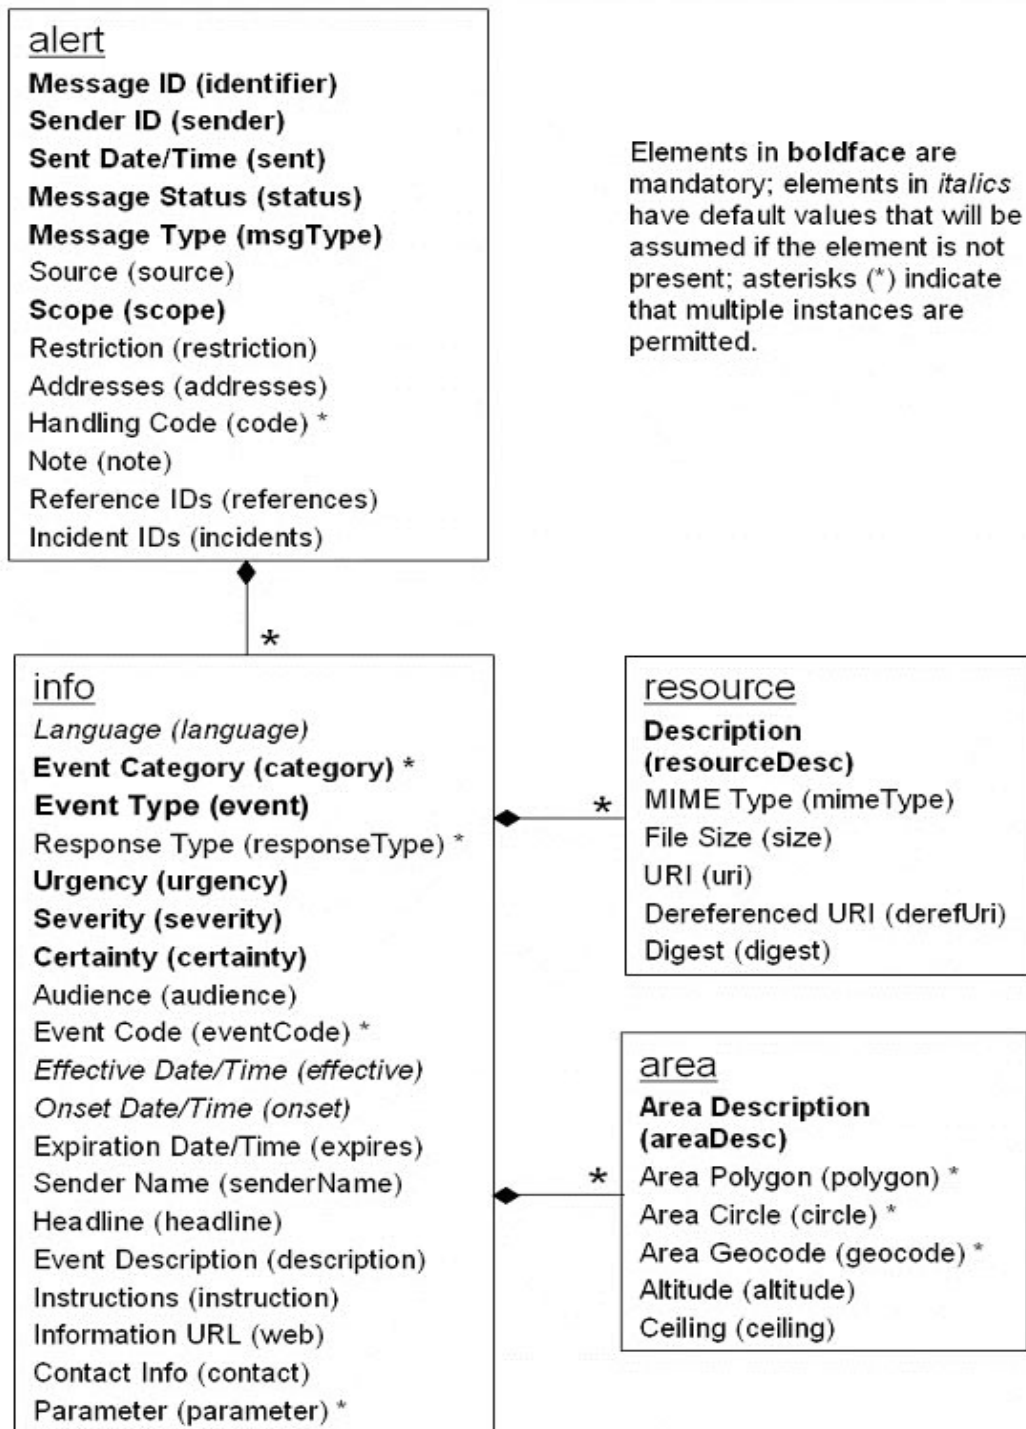 alert
Message ID (identifier)
Sender ID (sender)
Sent Date/Time (sent)
Message Status (status)
Message Type (msgType)
Source (source)
Scope (scope)
Restriction (restriction)
Addresses (addresses)
Handling Code (code) *
Note (note)
Reference IDs (references)
Incident IDs (incidents)
Elements in boldface are
mandatory; elements in italics
have default values that will be
assumed if the element is not
present; asterisks (*) indicate
that multiple instances are
permitted.
*
info
Language (language)
Event Category (category) *
Event Type (event)
Response Type (responseType) *
Urgency (urgency)
Severity (severity)
Certainty (certainty)
Audience (audience)
Event Code (eventCode) *
Effective Date/Time (effective)
Onset Date/Time (onset)
Expiration Date/Time (expires)
Sender Name (senderName)
Headline (headline)
Event Description (description)
Instructions (instruction)
Information URL (web)
Contact Info (contact)
Parameter (parameter) *
*
resource
Description
(resourceDesc)
MIME Type (mimeType)
File Size (size)
URI (uri)
Dereferenced URI (derefUri)
Digest (digest)
*
area
Area Description
(areaDesc)
Area Polygon (polygon) *
Area Circle (circle) *
Area Geocode (geocode) *
Altitude (altitude)
Ceiling (ceiling)